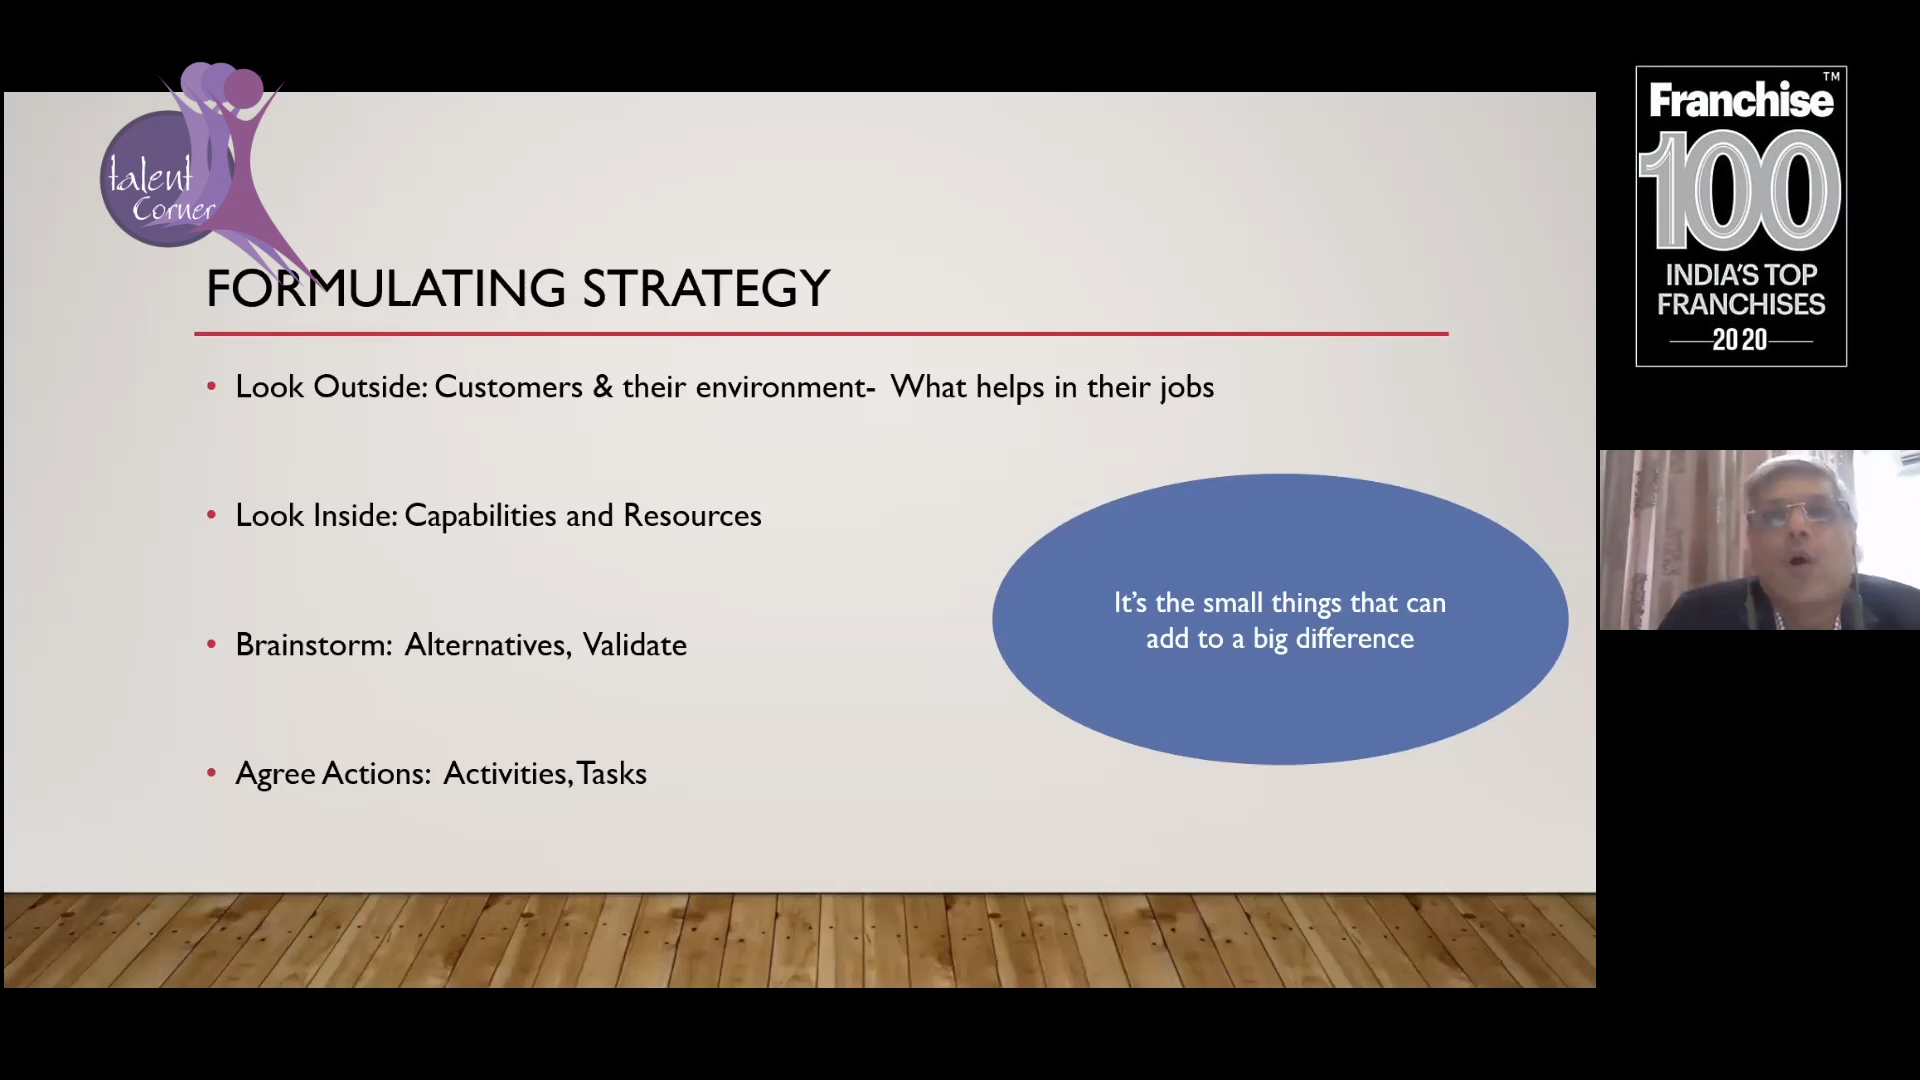 talent
Corner
FORMULATING STRATEGY
• Look Outside: Customers & their environment- What helps in their jobs
• Look Inside: Capabilities and Resources
• Brainstorm: Alternatives, Validate
• Agree Actions: Activities, Tasks
It's the small things that can
add to a big difference
Franchise™
100
INDIA'S TOP
FRANCHISES
2020